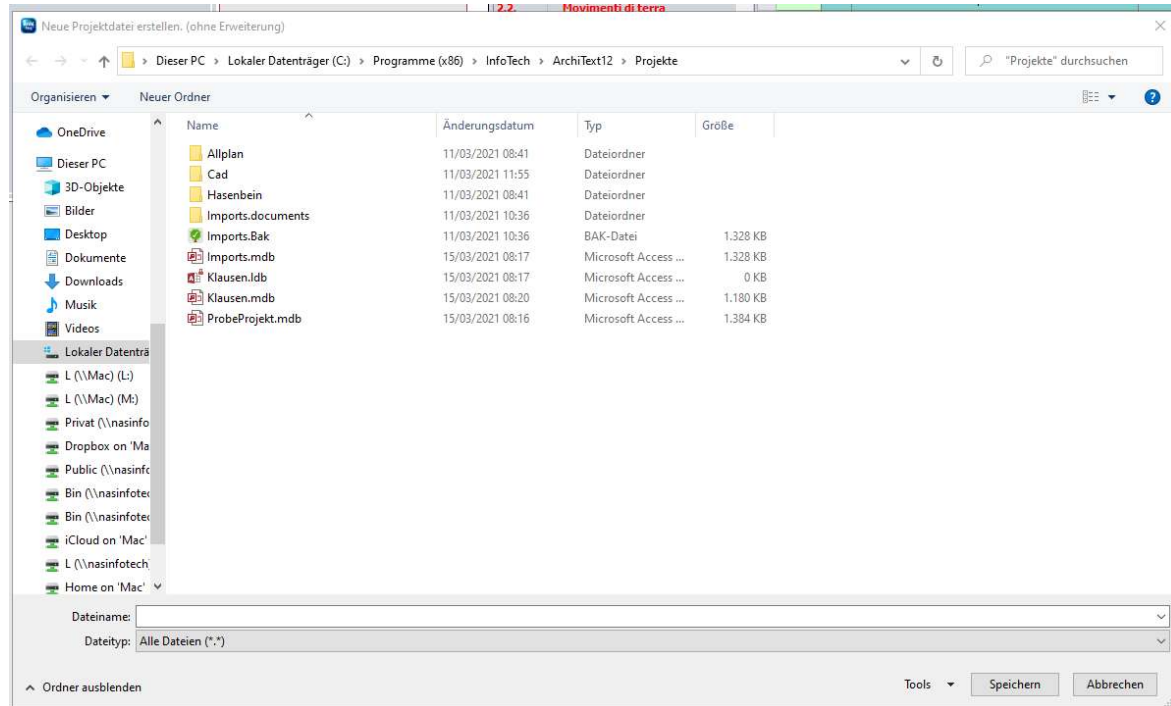 2.2. Movimenti di terra
Neue Projektdatei erstellen. (ohne Erweiterung)
Dieser PC > Lokaler Datenträger (C:) > Programme (x86) > InfoTech > ArchiText12 > Projekte
"Projekte" durchsuchen
Organisieren Neuer Ordner
Name Änderungsdatum Typ Größe
OneDrive
Dieser PC
3D-Objekte
Bilder
Desktop
Dokumente
Downloads
Musik
Videos
Lokaler Datenträ
L (\\Mac) (L:)
L (\\Mac) (M:)
Privat (\\nasinfo
Dropbox on 'Ma
Public (\\nasinfo
Bin (\\nasinfotec
Bin (\\nasinfotec
iCloud on 'Mac'
L (\\nasinfotech
Home on 'Mac'
Allplan 11/03/2021 08:41 Dateiordner
Cad 11/03/2021 11:55 Dateiordner
Hasenbein 11/03/2021 08:41 Dateiordner
Imports.documents 11/03/2021 10:36 Dateiordner
Imports.Bak 11/03/2021 10:36 BAK-Datei 1.328 KB
Imports.mdb 15/03/2021 08:17 Microsoft Access ... 1.328 KB
Klausen.ldb 15/03/2021 08:17 Microsoft Access ... 0 KB
Klausen.mdb 15/03/2021 08:20 Microsoft Access ... 1.180 KB
ProbeProjekt.mdb 15/03/2021 08:16 Microsoft Access ... 1.384 KB
Dateiname:
Dateityp: Alle Dateien (*.*)
Ordner ausblenden
Tools Speichern Abbrechen